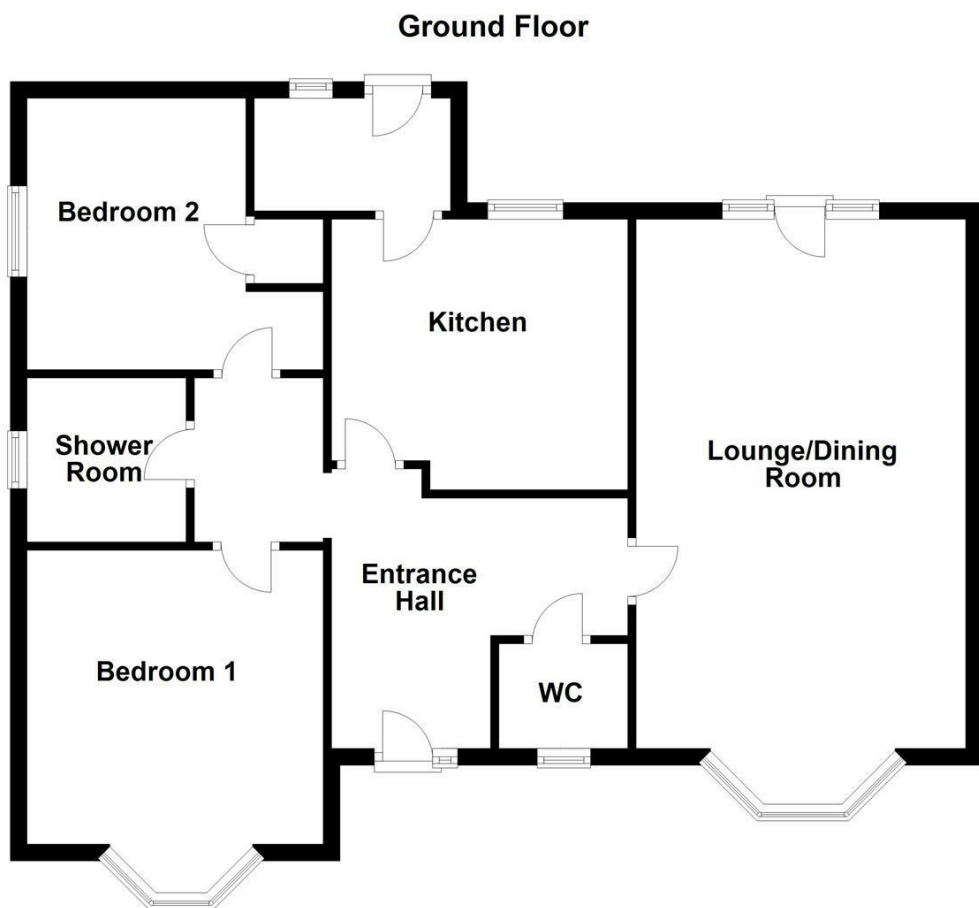 Ground Floor
Bedroom 2
Kitchen
Shower
Room
Lounge/Dining
Room
Entrance
Hall
Bedroom 1
WC